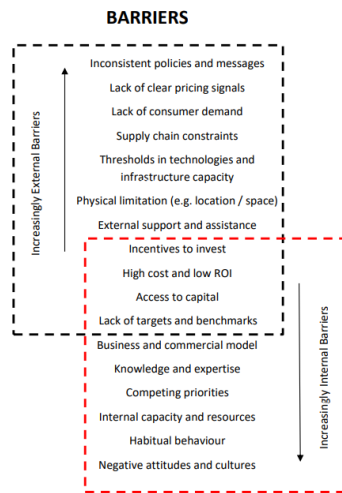 BARRIERS
Inconsistent policies and messages
Lack of clear pricing signals
Lack of consumer demand
Supply chain constraints
Thresholds in technologies and
infrastructure capacity
Physical limitation (e.g. location / space)
External support and assistance
Incentives to invest
High cost and low ROI
Access to capital
Lack of targets and benchmarks
Business and commercial model
Knowledge and expertise
Competing priorities
Internal capacity and resources
Habitual behaviour
Negative attitudes and cultures
Increasingly External Barriers
Increasingly Internal Barriers